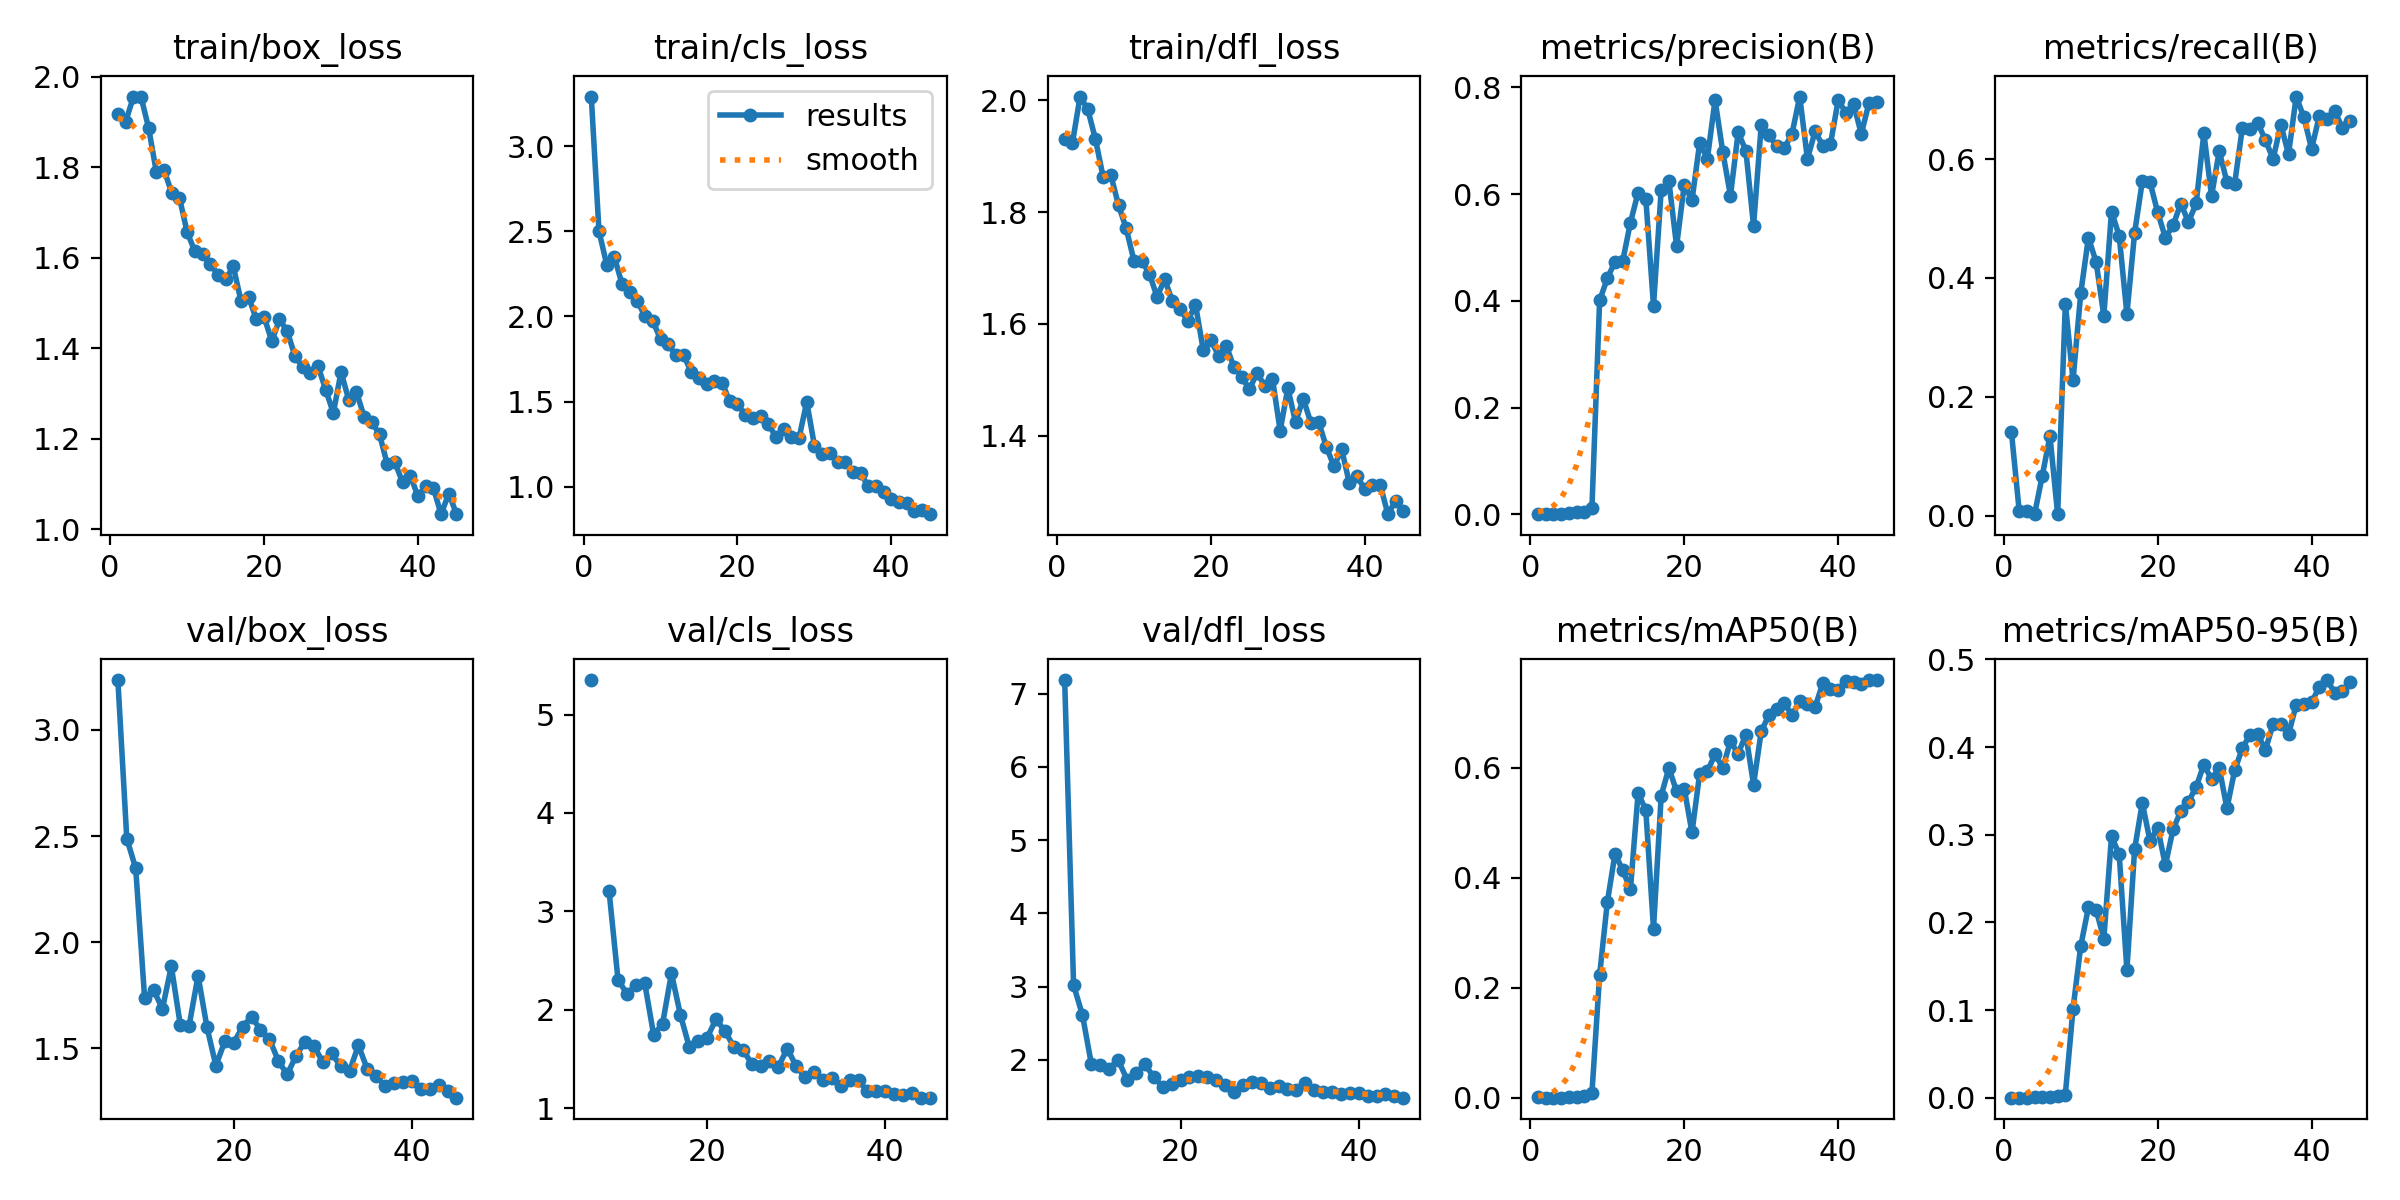 train/box_loss
train/cls_loss
train/dfl_loss
metrics/precision(B)
metrics/recall(B)
2.0
1.8
1.6
1.4
1.2
1.0
0 20 40
3.0
2.5
2.0
1.5
1.0
0 20 40
results
smooth
2.0
1.8
1.6
1.4
0 20 40
0.8
0.6
0.4
0.2
0.0
0 20 40
0.6
0.4
0.2
0.0
0 20 40
val/box_loss
val/cls_loss
val/dfl_loss
metrics/mAP50(B)
metrics/mAP50-95(B)
3.0
2.5
2.0
1.5
20 40
5
4
3
2
1
20 40
7
6
5
4
3
2
20 40
0.6
0.4
0.2
0.0
0 20 40
0.5
0.4
0.3
0.2
0.1
0.0
0 20 40